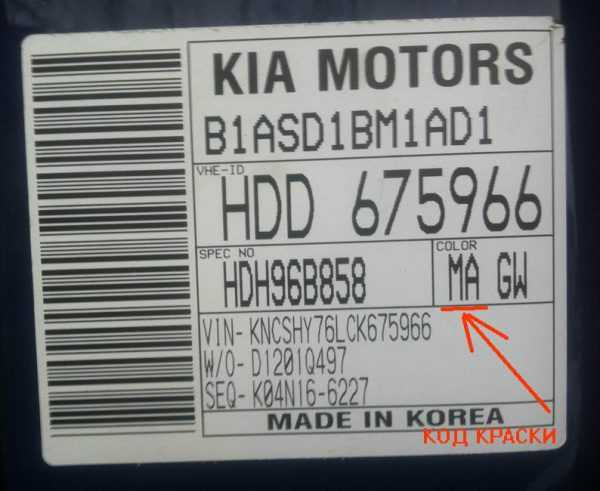 KIA MOTORS
B1ASD1BM1AD1
VHE-ID
HDD 675966
SPEC NO
HDH96B858
COLOR
MA GW
VIN- KNCSHY76LCK675966
W/O- D1201Q497
SEQ- K04N16-6227
MADE IN KOREA
КОД КРАСКИ